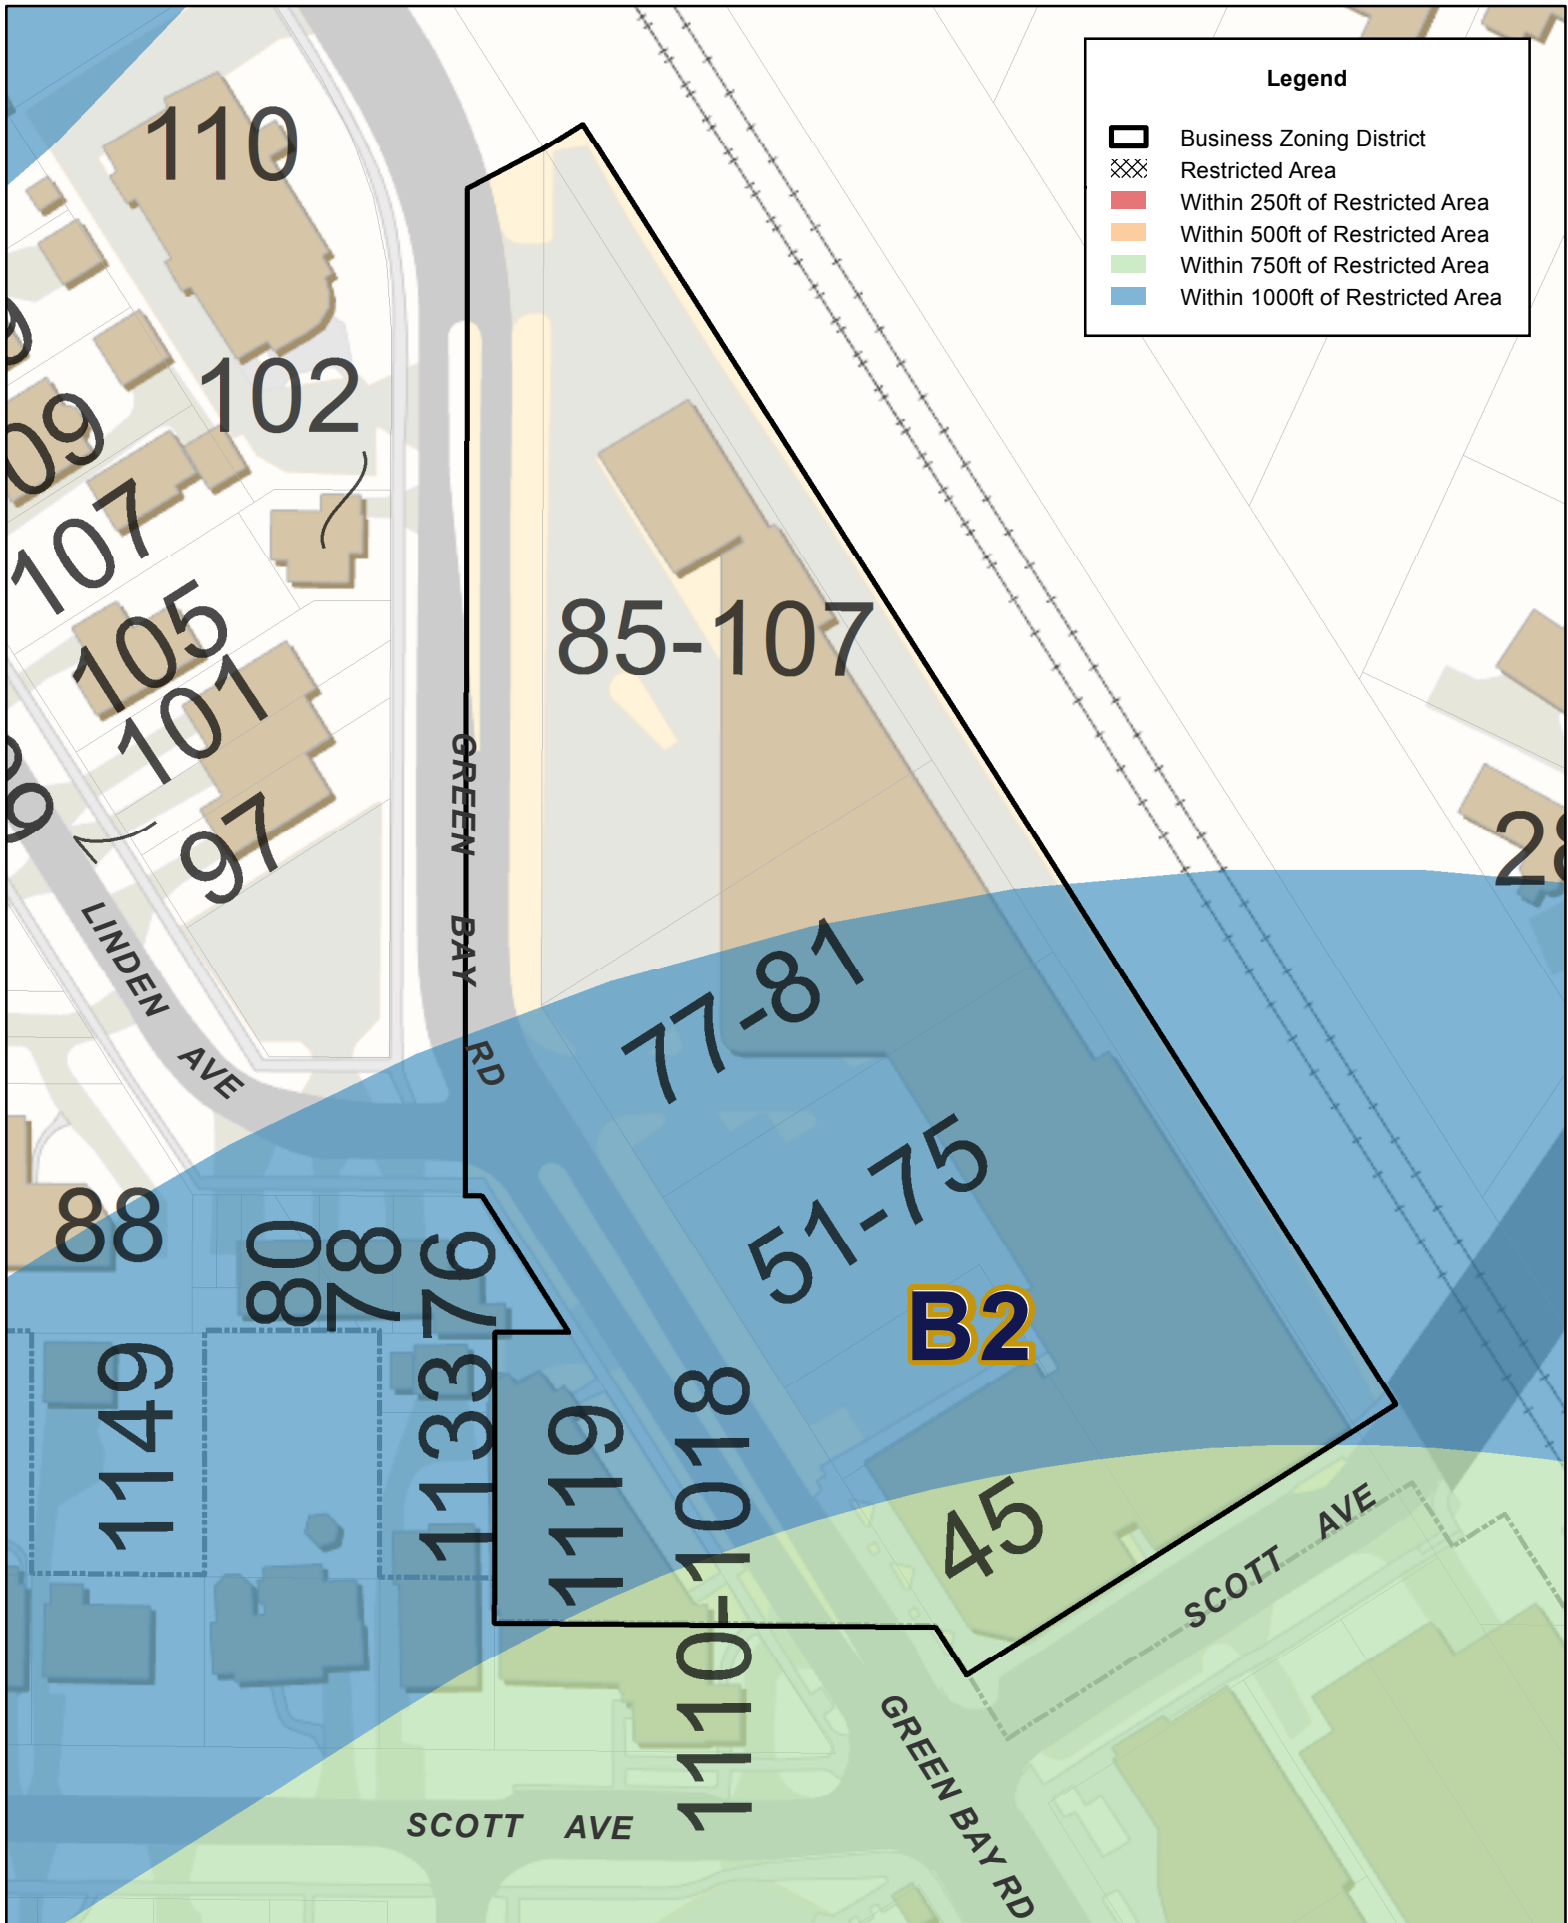 Legend
Business Zoning District
Restricted Area
Within 250ft of Restricted Area
Within 500ft of Restricted Area
Within 750ft of Restricted Area
Within 1000ft of Restricted Area
110
102
107
105
101
97
85-107
GREEN BAY RD
LINDEN AVE
77-81
51-75
B2
88
80
78
76
1149
1133
1119
1110-1018
45
SCOTT AVE
SCOTT AVE
GREEN BAY RD